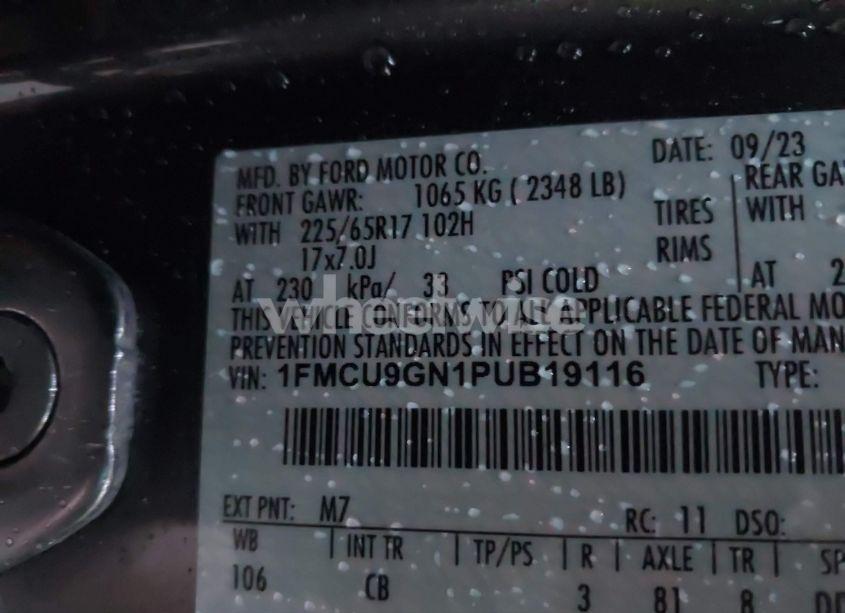 MFD. BY FORD MOTOR CO.
DATE: 09/23
FRONT GAWR: 1065 KG ( 2348 LB)
REAR GA
WITH 225/65R17 102H
TIRES
WITH
17x7.0J
RIMS
AT 230 kPa/ 33 PSI COLD
AT 2
wheelwise
THIS VEHICLE CONFORMS TO ALL APPLICABLE FEDERAL MO
PREVENTION STANDARDS IN EFFECT ON THE DATE OF MAN
VIN: 1FMCU9GN1PUB19116
TYPE:
EXT PNT: M7
RC: 11 DSO:
WB | INT TR | TP/PS | R | AXLE | TR | SP
106 CB 3 81 8